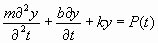 m∂²y/∂²t + b∂y/∂t + ky = P(t)